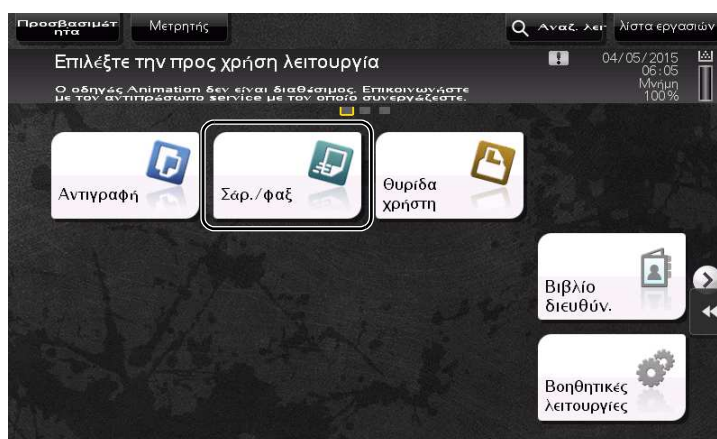 Προσβασιμότ
ητα
Μετρητής
Αναζ. λει
λίστα εργασιών
Επιλέξτε την προς χρήση λειτουργία
04/05/2015
06:05
Ο οδηγός Animation δεν είναι διαθέσιμος. Επικοινωνήστε
με τον αντιπρόσωπο service με τον οποίο συνεργάζεστε.
Μνήμη
100%
Αντιγραφή
Σάρ./φαξ
Θυρίδα
χρήστη
Βιβλίο
διευθύν.
Βοηθητικές
λειτουργίες